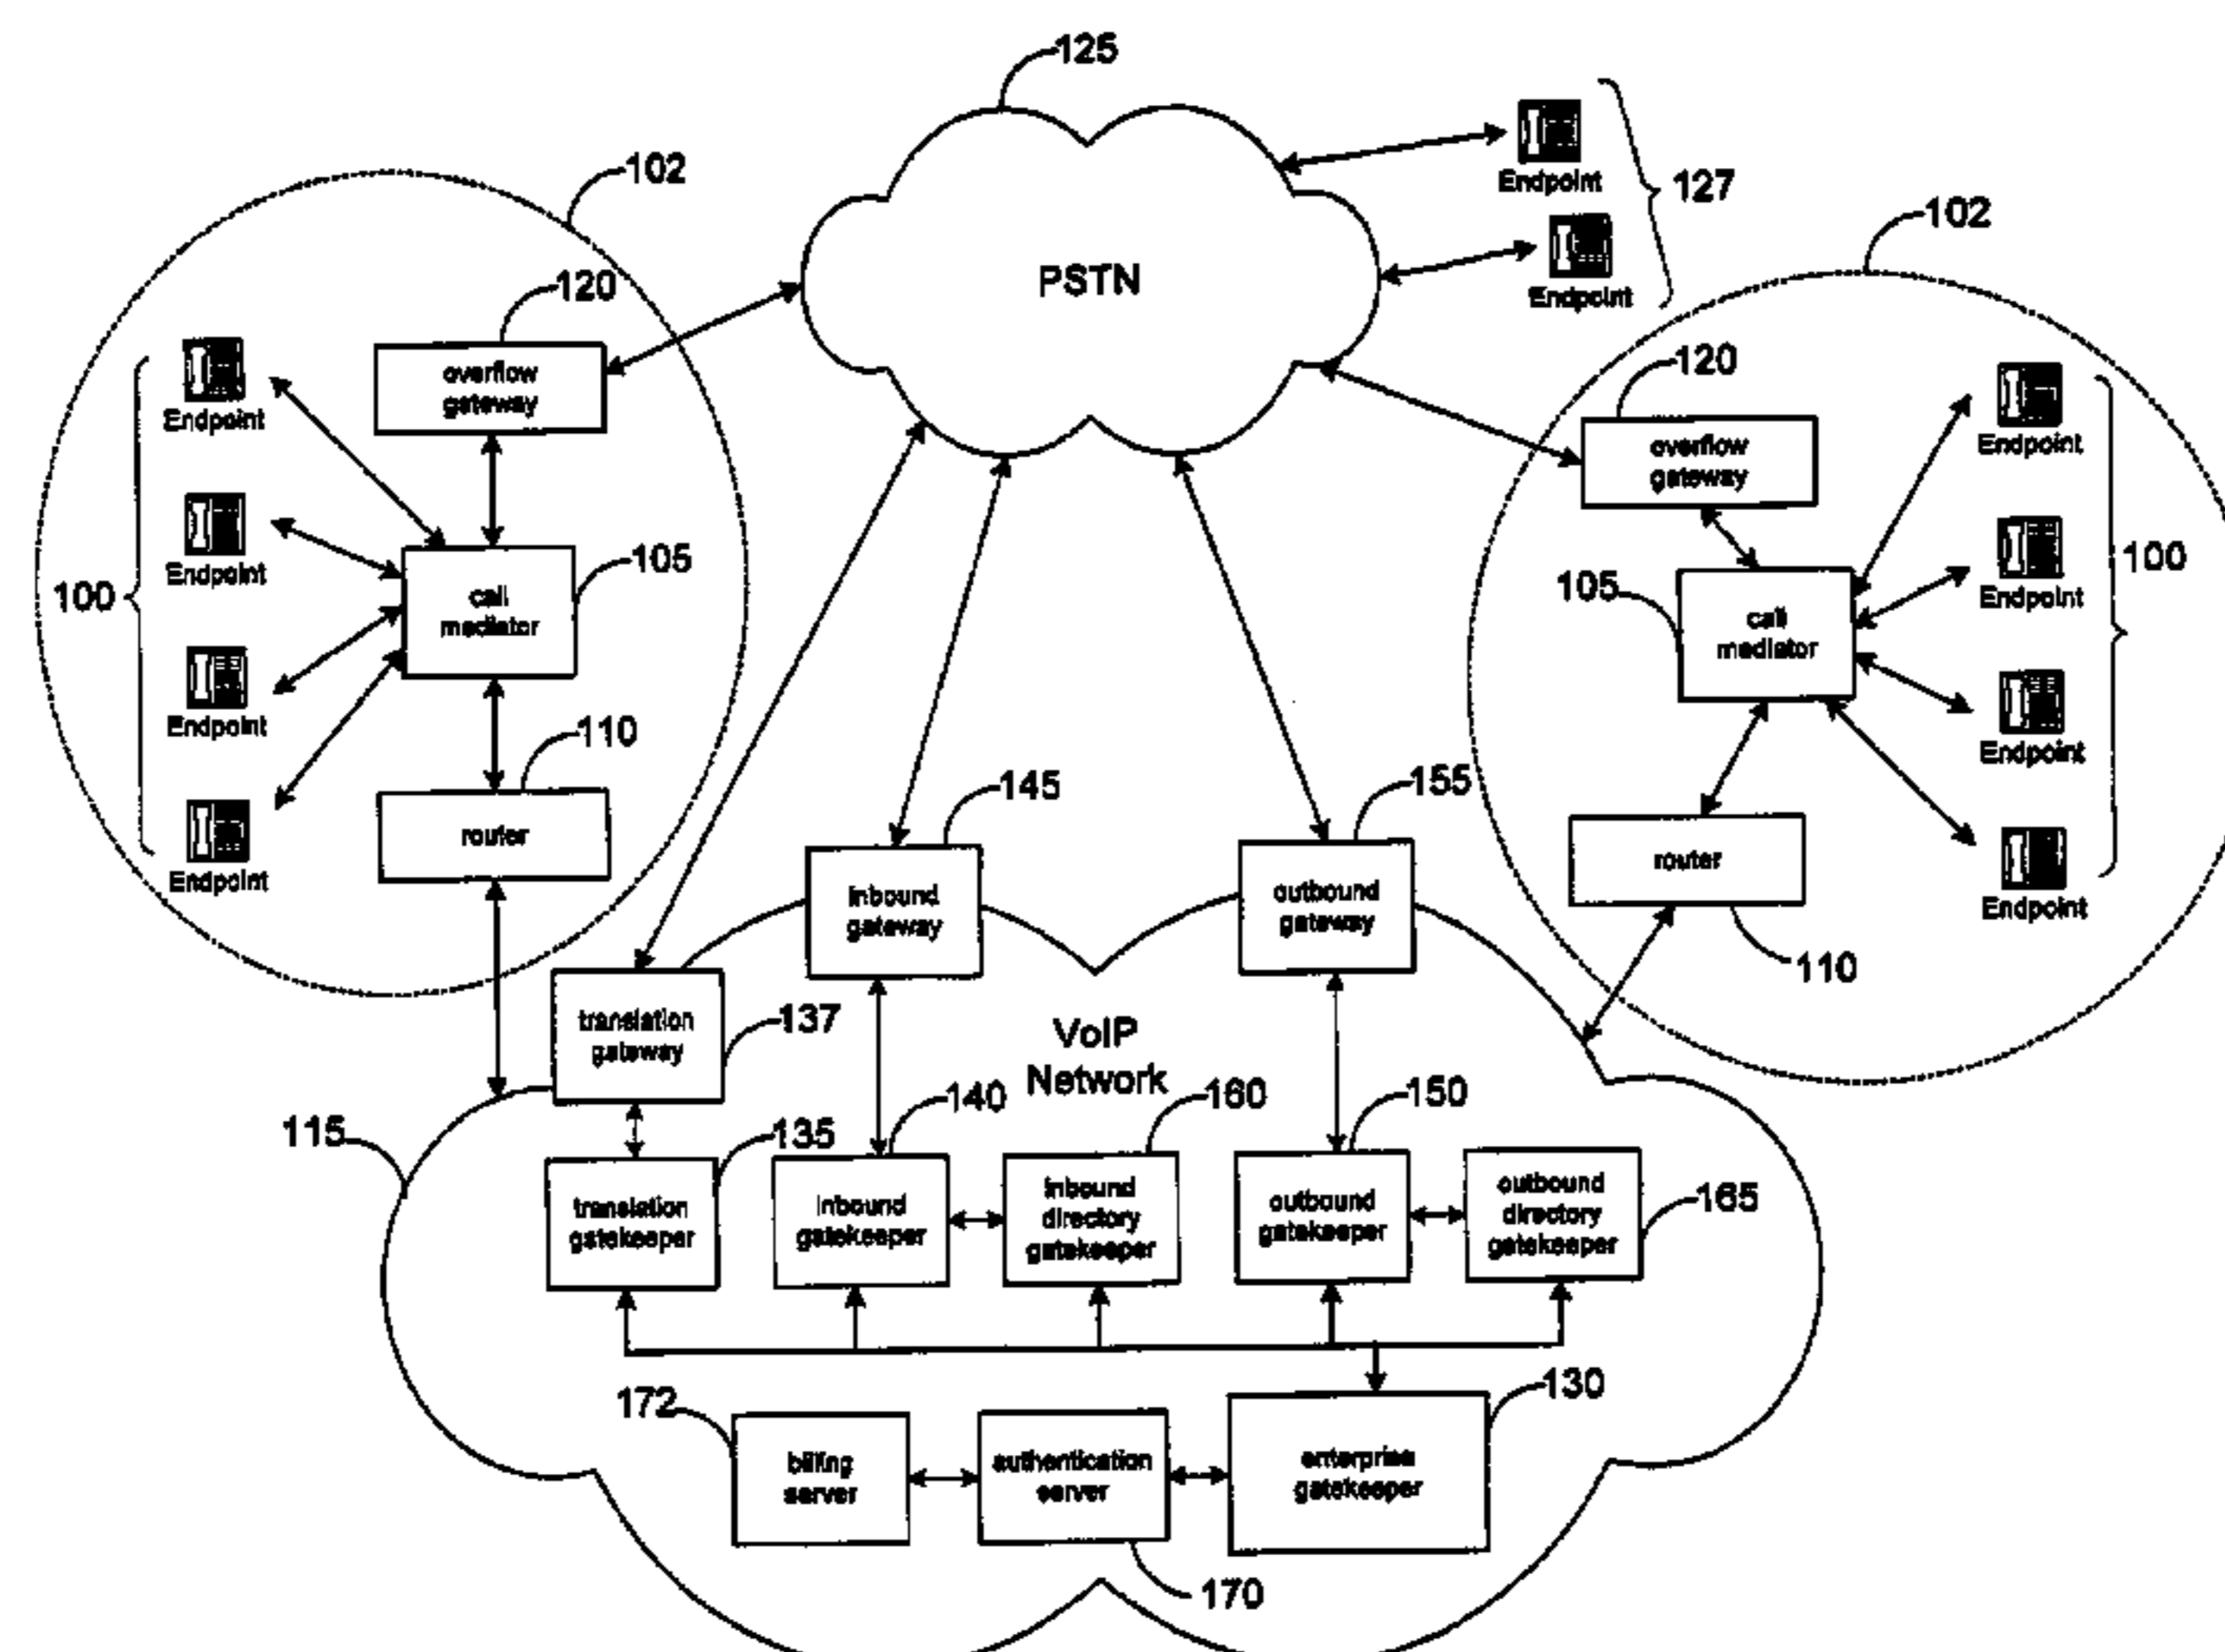 125
102
Endpoint
127
Endpoint
102
PSTN
120
overflow
gateway
Endpoint
120
overflow
gateway
Endpoint
Endpoint
100
105
call
mediator
Endpoint
100
105
call
mediator
Endpoint
110
router
Endpoint
Endpoint
145
155
inbound
gateway
outbound
gateway
router
110
Endpoint
translation
gateway
137
VoIP
Network
115
135
140
160
150
translation
gatekeeper
inbound
gatekeeper
inbound
directory
gatekeeper
outbound
gatekeeper
outbound
directory
gatekeeper
165
130
172
billing
server
authentication
server
enterprise
gatekeeper
170